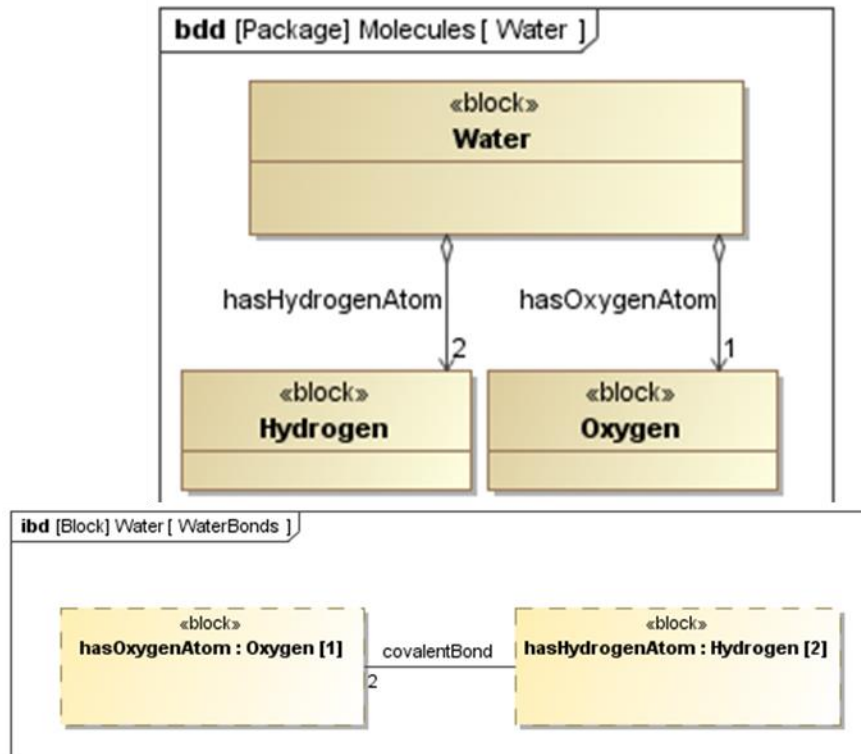 bdd [Package] Molecules [ Water ]
«block»
Water
hasHydrogenAtom
hasOxygenAtom
2
1
«block»
Hydrogen
«block»
Oxygen
ibd [Block] Water [ WaterBonds ]
«block»
hasOxygenAtom : Oxygen [1]
covalentBond
2
«block»
hasHydrogenAtom : Hydrogen [2]